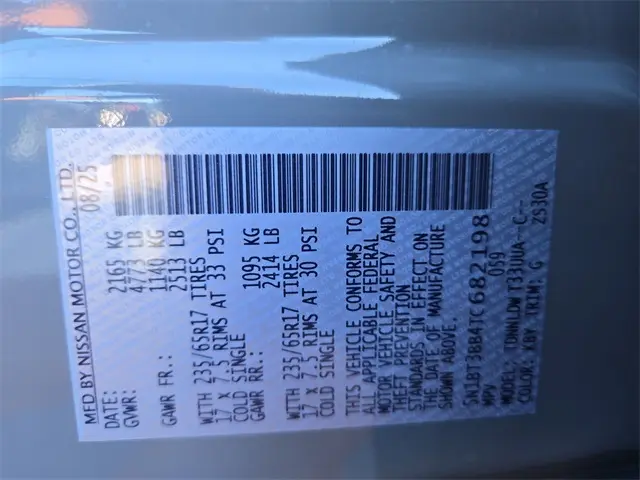 MFD BY NISSAN MOTOR CO., LTD.
DATE: 08/25
GVWR: 2165 KG
4773 LB
GAWR FR.: 1140 KG
2513 LB
WITH 235/65R17 TIRES
17 x 7.5 RIMS AT 33 PSI
COLD SINGLE
GAWR RR.: 1095 KG
2414 LB
WITH 235/65R17 TIRES
17 x 7.5 RIMS AT 30 PSI
COLD SINGLE
THIS VEHICLE CONFORMS TO
ALL APPLICABLE FEDERAL
MOTOR VEHICLE SAFETY AND
THEFT PREVENTION
STANDARDS IN EFFECT ON
THE DATE OF MANUFACTURE
SHOWN ABOVE.
5N1BT3BB4TC682198
MPV 059
MODEL: TDRNLDW T33UUA--C--
COLOR: KBY TRIM: G 2S30A